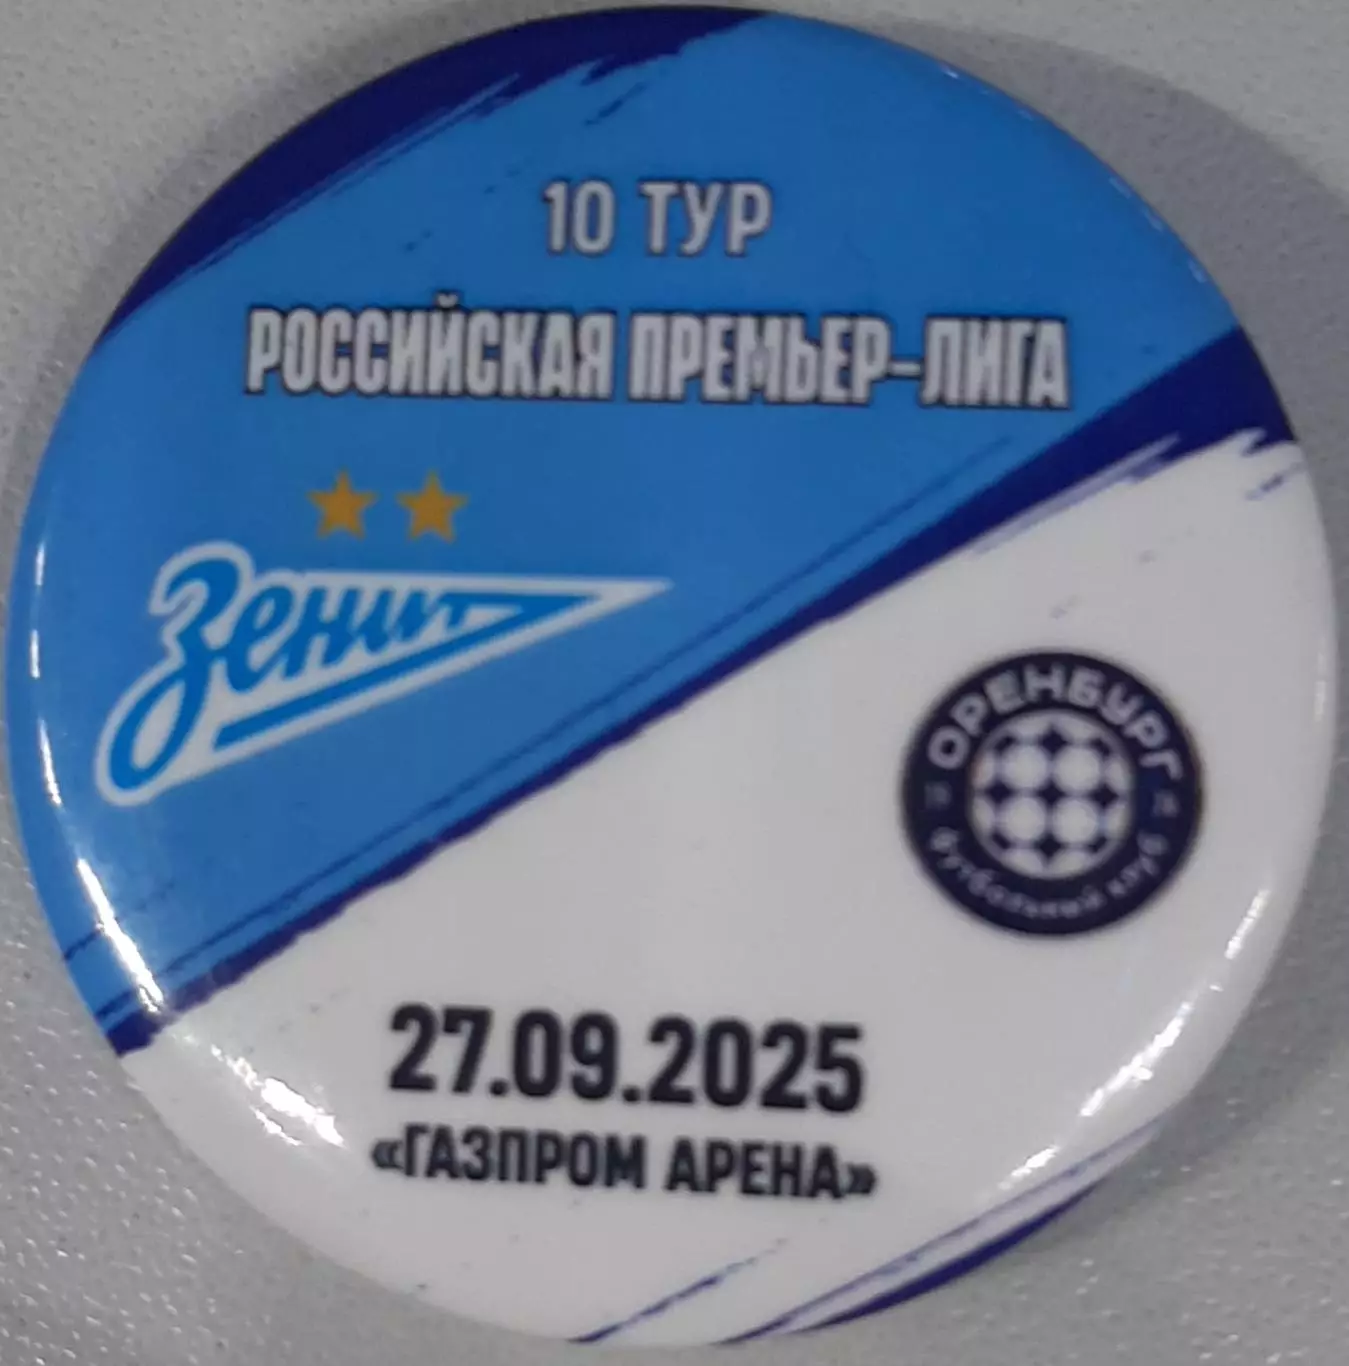 10 ТУР
РОССИЙСКАЯ ПРЕМЬЕР-ЛИГА
Зенит
ОРЕНБУРГ
футбольный клуб
27.09.2025
«ГАЗПРОМ АРЕНА»